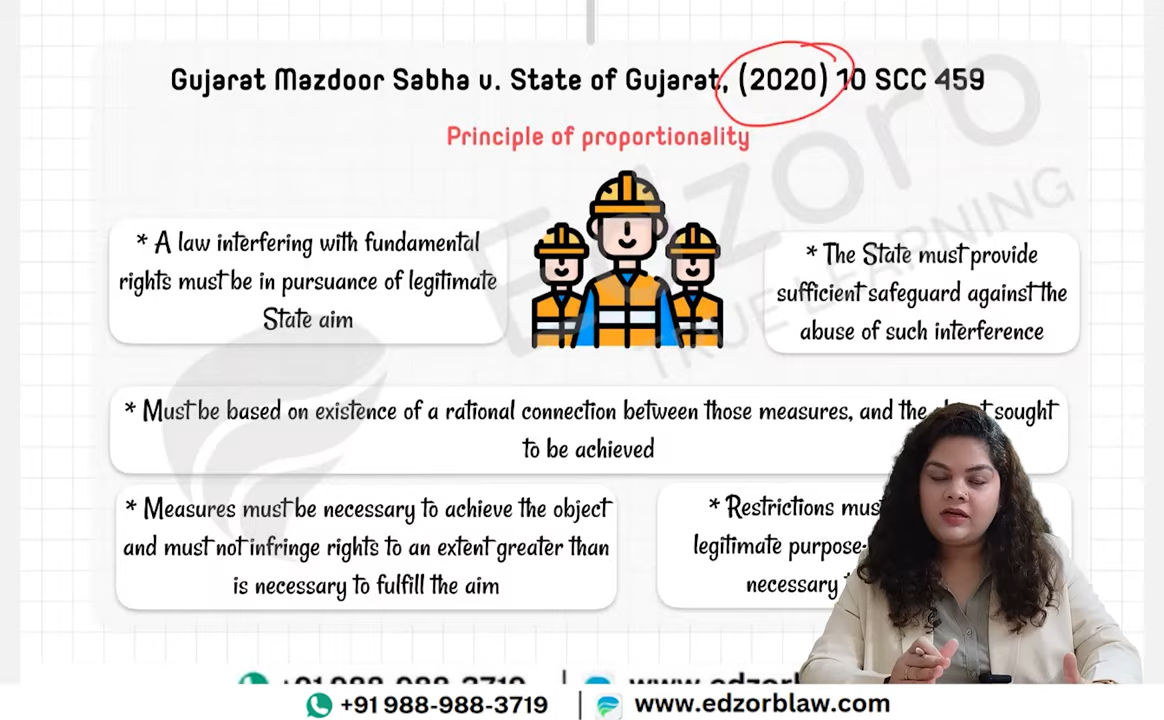 Gujarat Mazdoor Sabha v. State of Gujarat, (2020) 10 SCC 459
Principle of proportionality
* A law interfering with fundamental
rights must be in pursuance of legitimate
State aim
* The State must provide
sufficient safeguard against the
abuse of such interference
* Must be based on existence of a rational connection between those measures, and the sought
to be achieved
* Measures must be necessary to achieve the object
and must not infringe rights to an extent greater than
is necessary to fulfill the aim
* Restrictions
legitimate purpose-
necessary
Edzorb
TRUE LEARNING
+91 988-988-3719
www.edzorblaw.com